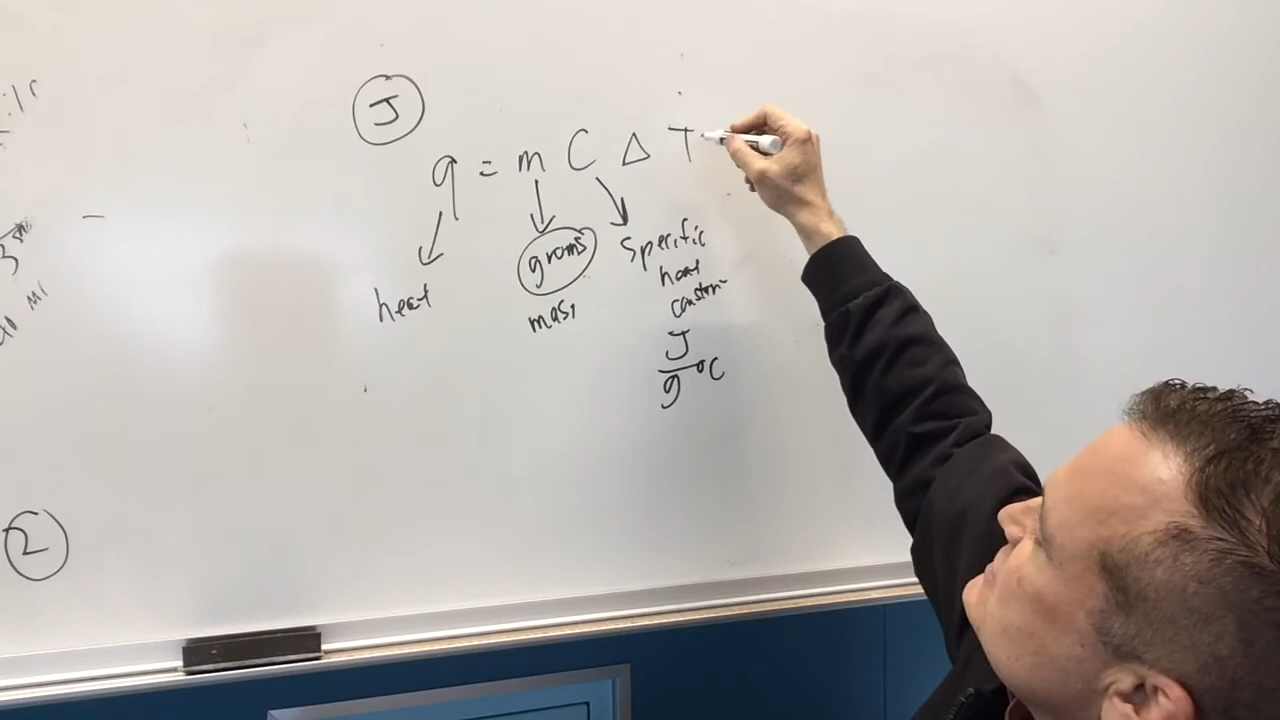 J
q = m C Δ T
heat
grams
mass
specific
heat
J
g °C
2